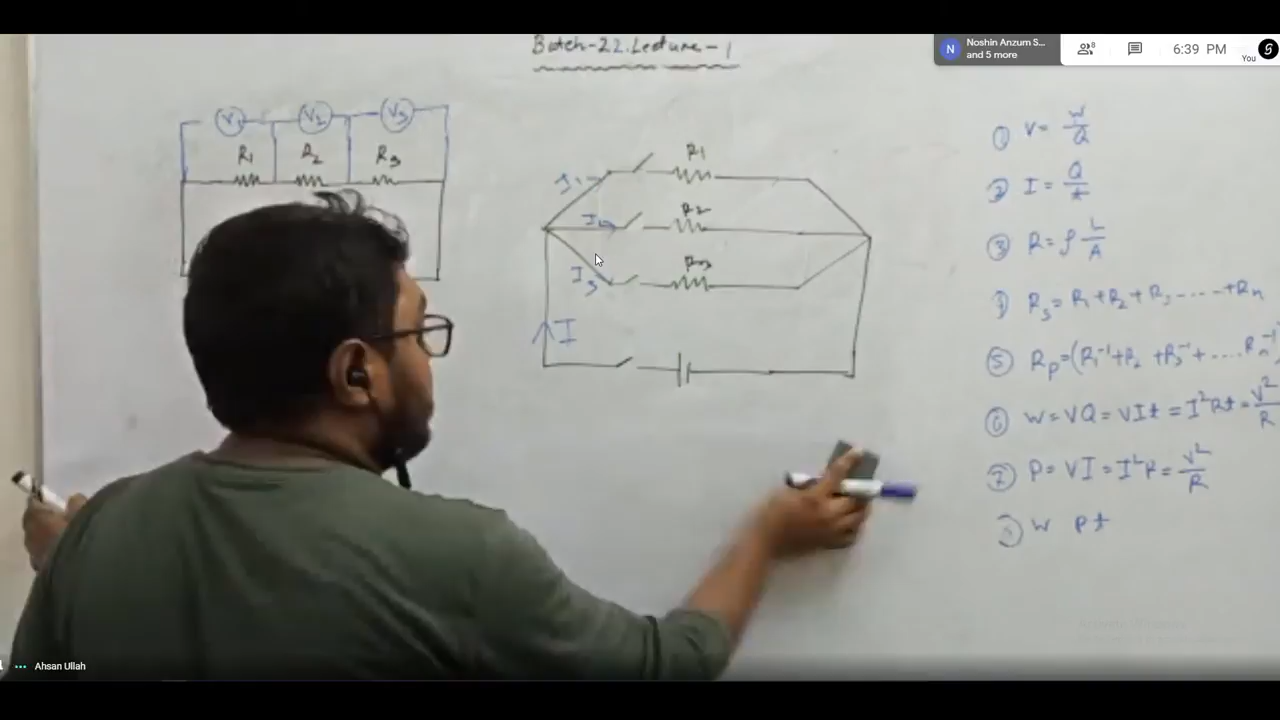 Batch-22.Lecture-1
Noshin Anzum S...
and 5 more
8
6:39 PM
You
V1 V2 V3
R1 R2 R3
I1 R1
R2
I3 R3
I
① V = W/Q
② I = Q/t
③ R = ρ L/A
Rs = R1 + R2 + R3 ..... + Rn
⑤ Rp = (R1⁻¹ + R2 + R3⁻¹ + .... Rn⁻¹
⑥ W = VQ = VIt = I²Rt = V²/R
⑦ P = VI = I²R = V²/R
W Pt
Ahsan Ullah